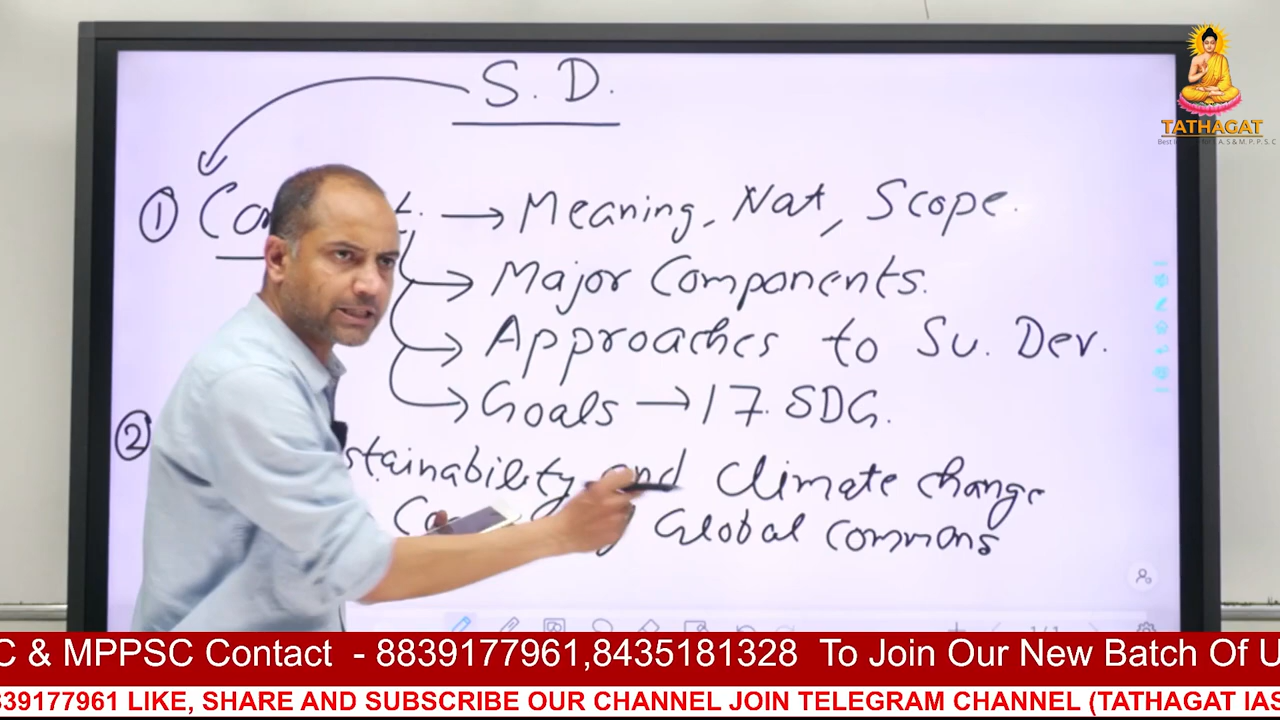 S. D.
TATHAGAT
① → Meaning, Nat, Scope.
→ Major Components.
→ Approaches to Su. Dev.
→ Goals → 17. SDG.
②
stainability and Climate change
Global commons
C & MPPSC Contact - 8839177961,8435181328 To Join Our New Batch Of U
839177961 LIKE, SHARE AND SUBSCRIBE OUR CHANNEL JOIN TELEGRAM CHANNEL (TATHAGAT IAS